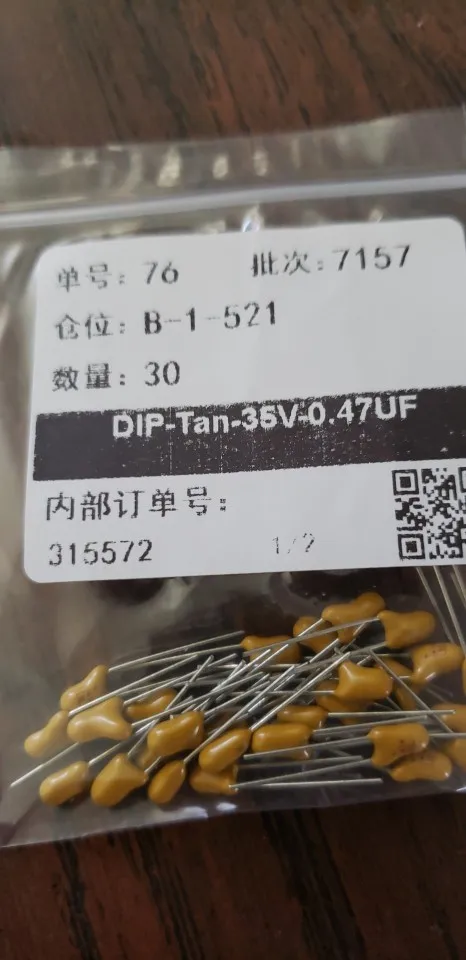 单号: 76 批次: 7157
仓位: B-1-521
数量: 30
DIP-Tan-35V-0.47UF
内部订单号:
315572 1/2